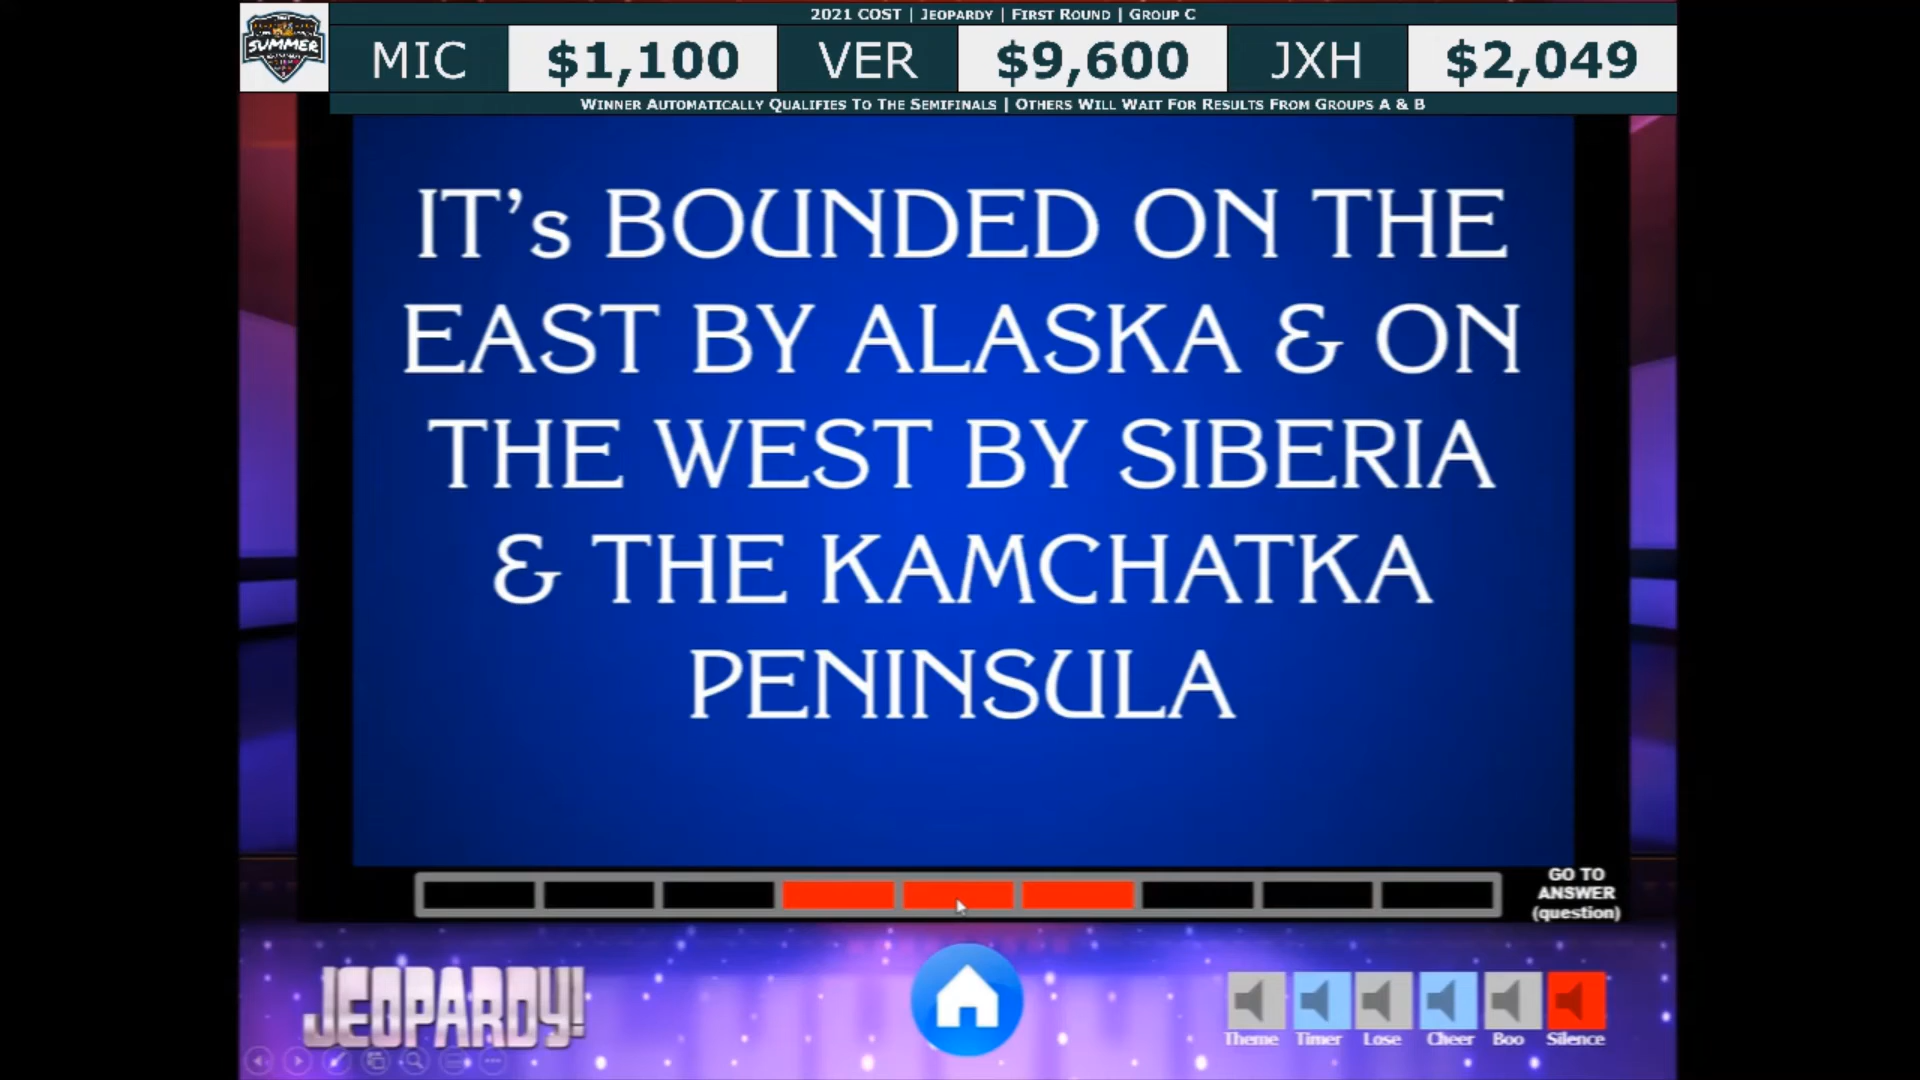 2021 COST | JEOPARDY | FIRST ROUND | GROUP C
SUMMER
MIC $1,100 VER $9,600 JXH $2,049
WINNER AUTOMATICALLY QUALIFIES TO THE SEMIFINALS | OTHERS WILL WAIT FOR RESULTS FROM GROUPS A & B
IT's BOUNDED ON THE
EAST BY ALASKA & ON
THE WEST BY SIBERIA
& THE KAMCHATKA
PENINSULA
GO TO
ANSWER
(question)
JEOPARDY!
Theme Timer Lose Cheer Boo Silence